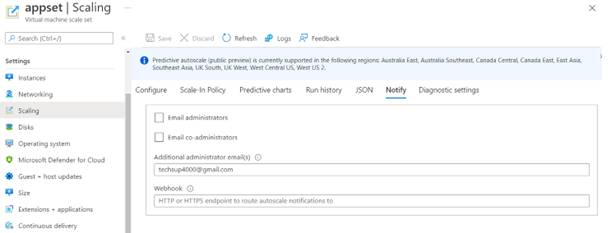 appset | Scaling ...
Virtual machine scale set
Search (Ctrl+/)
Save
Discard
Refresh
Logs
Feedback
Predictive autoscale (public preview) is currently supported in the following regions: Australia East, Australia Southeast, Canada Central, Canada East, East Asia,
Southeast Asia, UK South, UK West, West Central US, West US 2.
Settings
Instances
Networking
Scaling
Disks
Operating system
Microsoft Defender for Cloud
Guest + host updates
Size
Extensions + applications
Continuous delivery
Configure
Scale-In Policy
Predictive charts
Run history
JSON
Notify
Diagnostic settings
Email administrators
Email co-administrators
Additional administrator email(s)
techsup4000@gmail.com
Webhook
HTTP or HTTPS endpoint to route autoscale notifications to